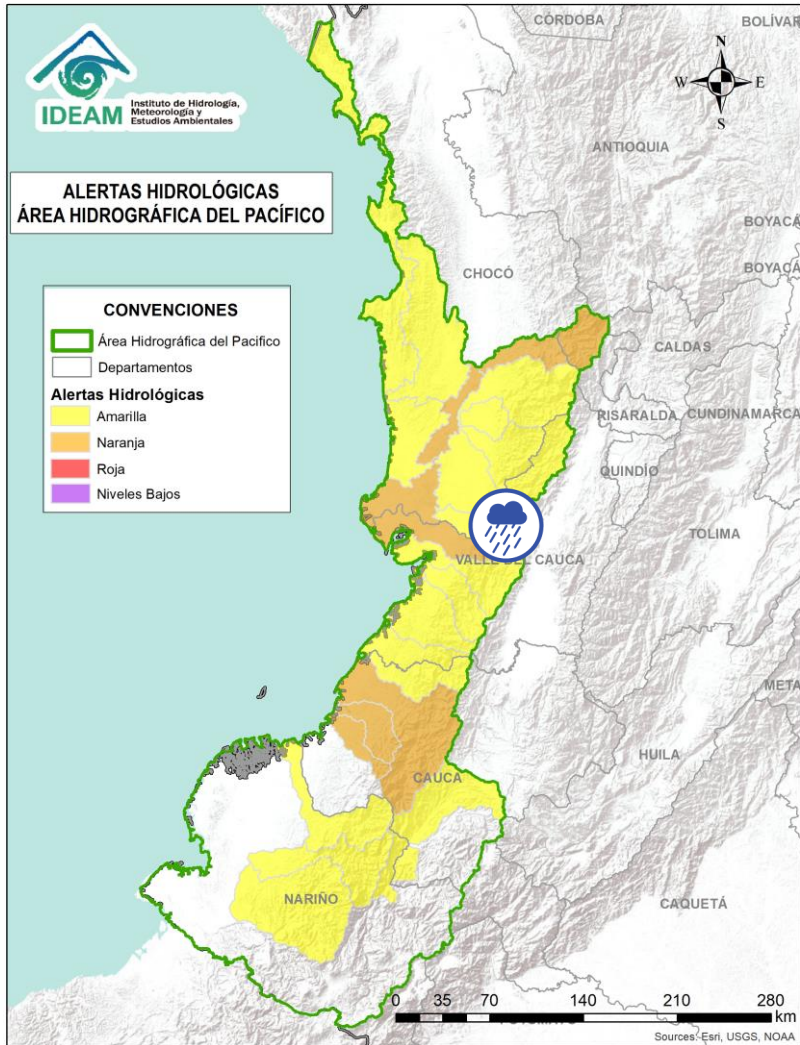 IDEAM
Instituto de Hidrología,
Meteorología y
Estudios Ambientales
ALERTAS HIDROLÓGICAS
ÁREA HIDROGRÁFICA DEL PACÍFICO
CONVENCIONES
Área Hidrográfica del Pacifico
Departamentos
Alertas Hidrológicas
Amarilla
Naranja
Roja
Niveles Bajos
CÓRDOBA
BOLÍVAR
N
W E
S
ANTIOQUIA
BOYACÁ
CHOCÓ
BOYACÁ
CALDAS
RISARALDA
CUNDINAMARCA
QUINDÍO
TOLIMA
VALLE DEL CAUCA
META
HUILA
CAUCA
NARIÑO
CAQUETÁ
0 35 70 140 210 280
km
Sources: Esri, USGS, NOAA